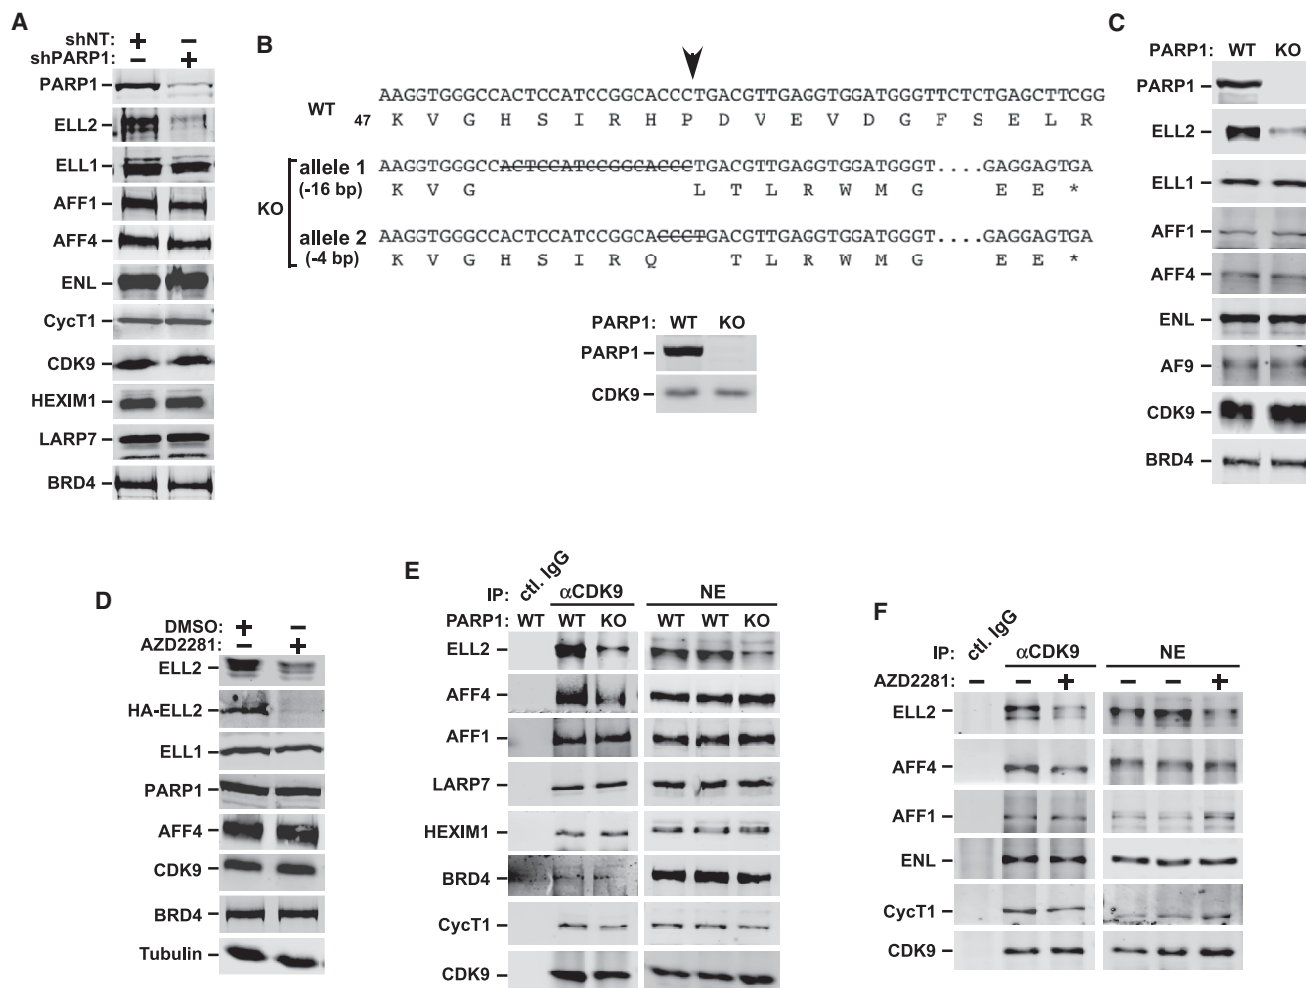 A
shNT: + −
shPARP1: − +
PARP1
ELL2
ELL1
AFF1
AFF4
ENL
CycT1
CDK9
HEXIM1
LARP7
BRD4
B
WT
AAGGTGGGCCACTCCATCCGGCACCCTGACGTTGAGGTGGATGGGTTCTCTGAGCTTCGG
47 K V G H S I R H P D V E V D G F S E L R
KO
allele 1 AAGGTGGGCCACTCCATCCGGCACCCTGACGTTGAGGTGGATGGGT....GAGGAGTGA
(-16 bp) K V G L T L R W M G E E *
allele 2 AAGGTGGGCCACTCCATCCGGCACCCTGACGTTGAGGTGGATGGGT....GAGGAGTGA
(-4 bp) K V G H S I R Q T L R W M G E E *
PARP1: WT KO
PARP1
CDK9
C
PARP1: WT KO
PARP1
ELL2
ELL1
AFF1
AFF4
ENL
AF9
CDK9
BRD4
D
DMSO: + −
AZD2281: − +
ELL2
HA-ELL2
ELL1
PARP1
AFF4
CDK9
BRD4
Tubulin
E
IP: ctl. IgG αCDK9 NE
PARP1: WT WT KO WT WT KO
ELL2
AFF4
AFF1
LARP7
HEXIM1
BRD4
CycT1
CDK9
F
IP: ctl. IgG αCDK9 NE
AZD2281: − − + − − +
ELL2
AFF4
AFF1
ENL
CycT1
CDK9